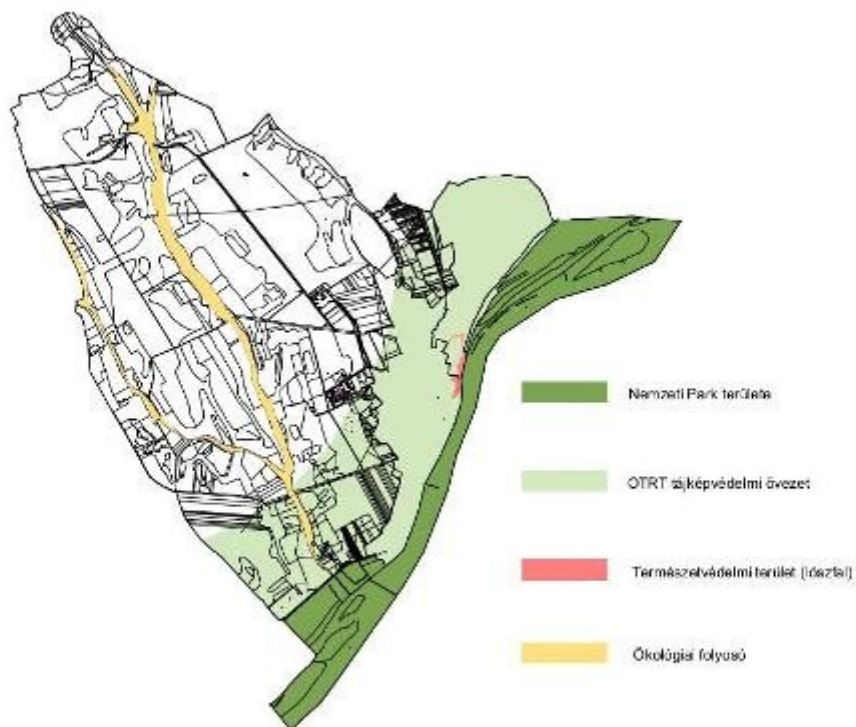 Nemzeti Park területe
OTRT tájképvédelmi övezet
Természetvédelmi terület (löszfal)
Ökológiai folyosó